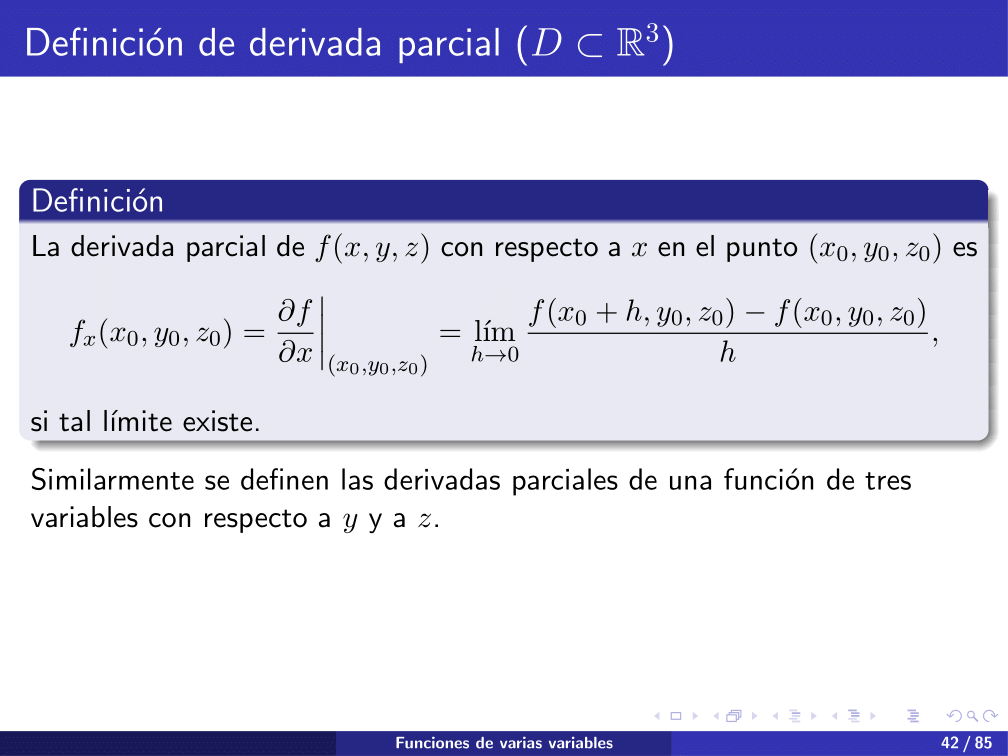 Definición de derivada parcial (D ⊂ ℝ³)
Definición
La derivada parcial de f(x, y, z) con respecto a x en el punto (x₀, y₀, z₀) es
fₓ(x₀, y₀, z₀) = ∂f/∂x|₍ₓ₀,y₀,z₀₎ = lím_{h→0} (f(x₀ + h, y₀, z₀) − f(x₀, y₀, z₀))/h,
si tal límite existe.
Similarmente se definen las derivadas parciales de una función de tres
variables con respecto a y y a z.
Funciones de varias variables 42 / 85